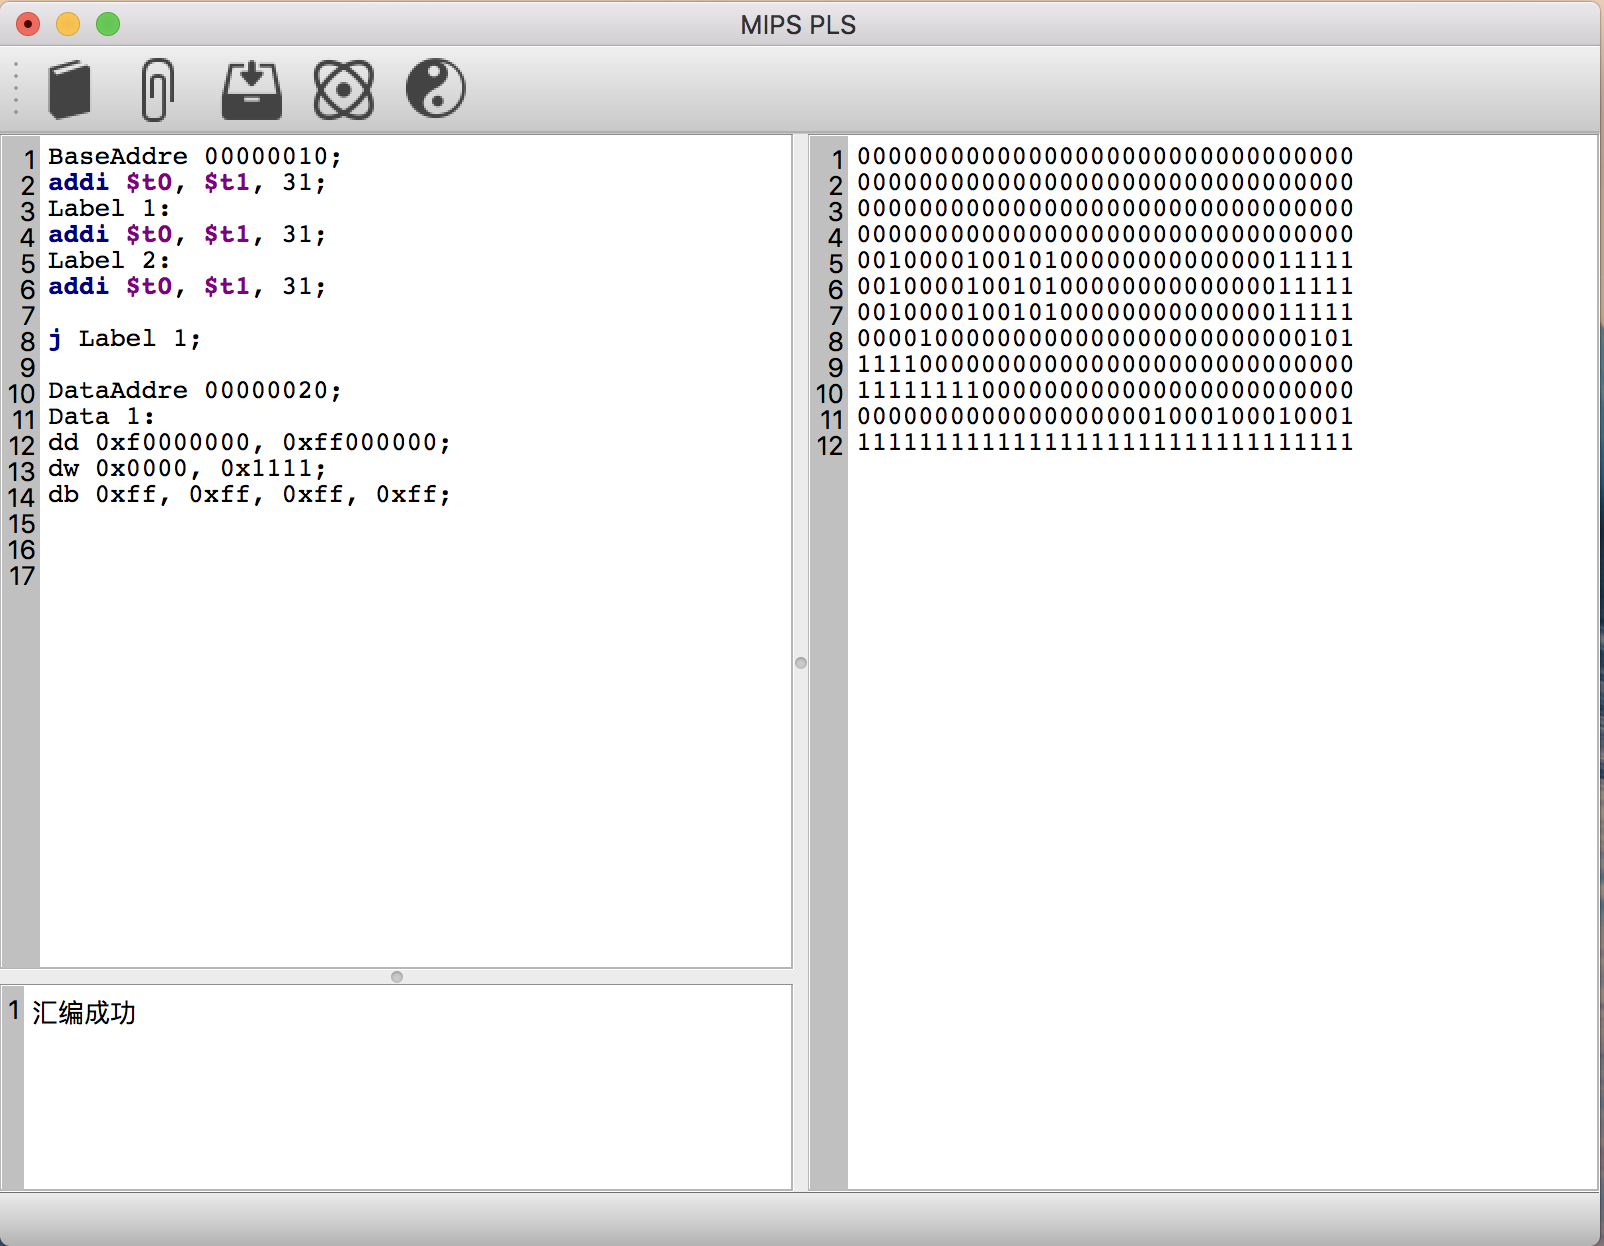 MIPS PLS
1 BaseAddre 00000010;
2 addi $t0, $t1, 31;
3 Label 1:
4 addi $t0, $t1, 31;
5 Label 2:
6 addi $t0, $t1, 31;
7
8 j Label 1;
9
10 DataAddre 00000020;
11 Data 1:
12 dd 0xf0000000, 0xff000000;
13 dw 0x0000, 0x1111;
14 db 0xff, 0xff, 0xff, 0xff;
15
16
17
1 汇编成功
1 00000000000000000000000000000000
2 00000000000000000000000000000000
3 00000000000000000000000000000000
4 00000000000000000000000000000000
5 00100001001010000000000000011111
6 00100001001010000000000000011111
7 00100001001010000000000000011111
8 00001000000000000000000000000101
9 11110000000000000000000000000000
10 11111111000000000000000000000000
11 00000000000000000001000100010001
12 11111111111111111111111111111111